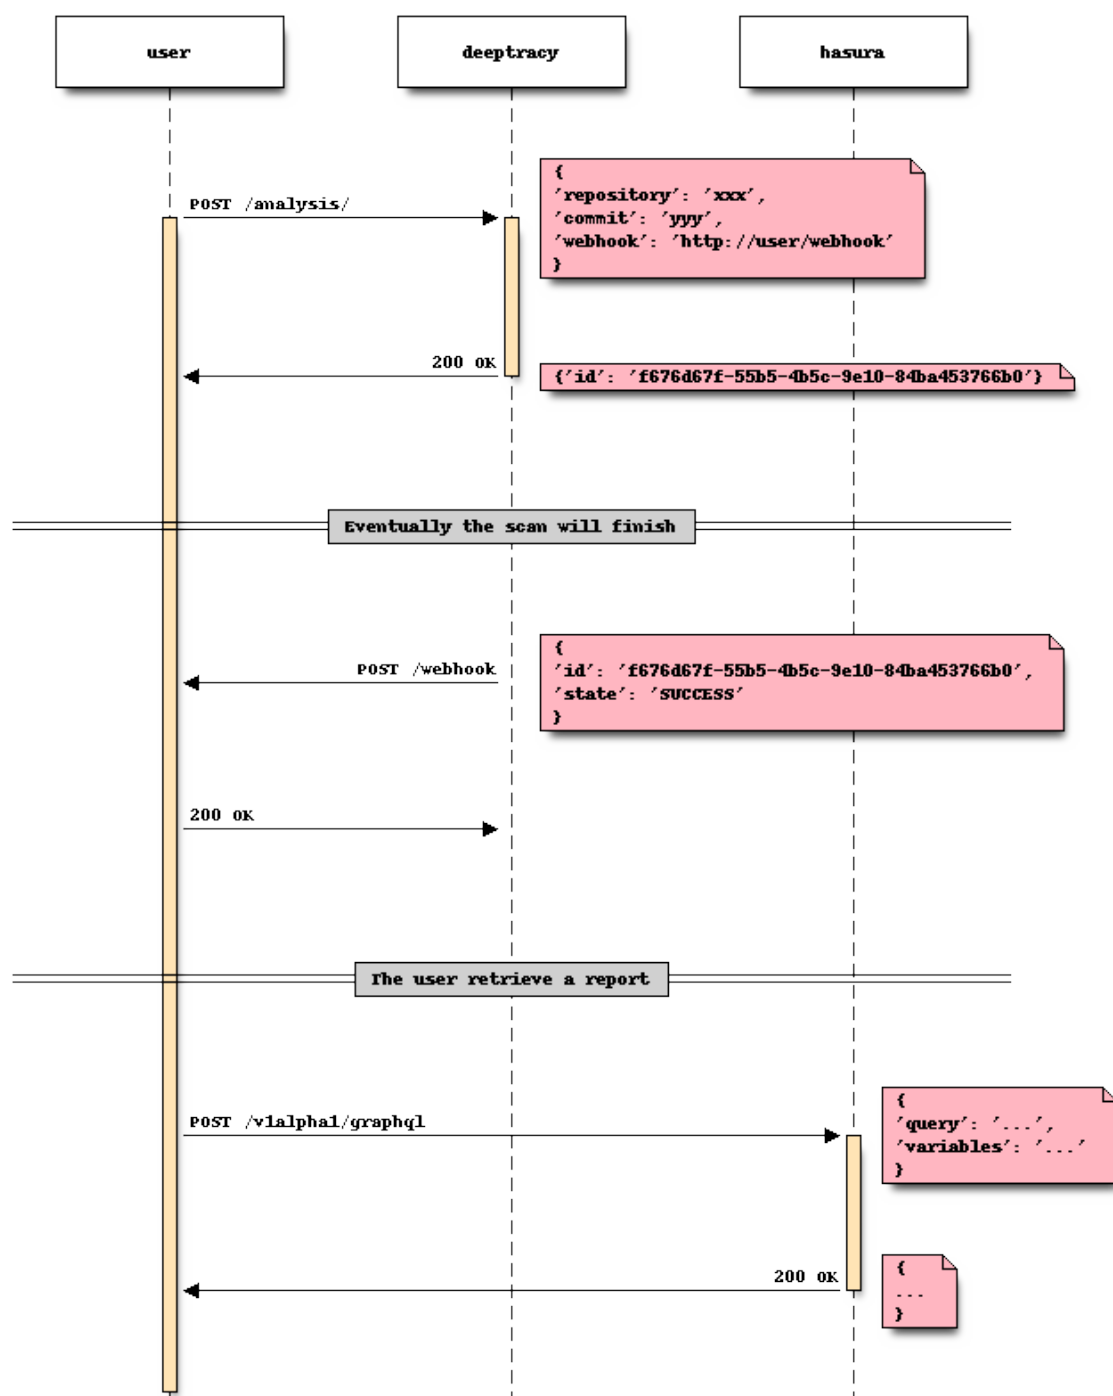 user
deeptracy
hasura
POST /analysis/
{
'repository': 'xxx',
'commit': 'yyy',
'webhook': 'http://user/webhook'
}
200 OK
{'id': 'f676d67f-55b5-4b5c-9e10-84ba453766b0'}
Eventually the scan will finish
POST /webhook
{
'id': 'f676d67f-55b5-4b5c-9e10-84ba453766b0',
'state': 'SUCCESS'
}
200 OK
The user retrieve a report
POST /v1alpha1/graphql
{
'query': '...',
'variables': '...'
}
200 OK
{
...
}